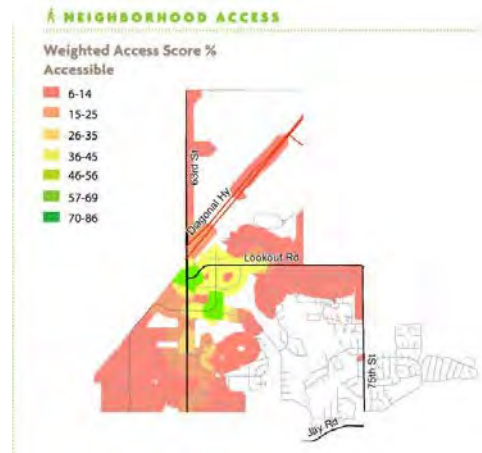 NEIGHBORHOOD ACCESS
Weighted Access Score %
Accessible
6-14
15-25
26-35
36-45
46-56
57-69
70-86
63rd St
Diagonal Hy
Lookout Rd
75th St
Jay Rd